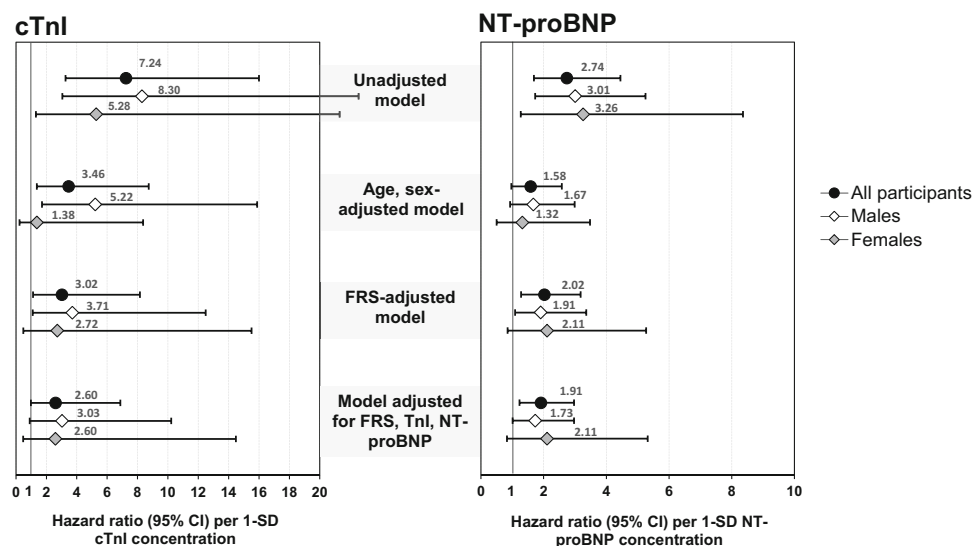 cTnI
NT-proBNP
7.24
8.30
5.28
Unadjusted
model
2.74
3.01
3.26
3.46
5.22
1.38
Age, sex-
adjusted model
1.58
1.67
1.32
All participants
Males
Females
3.02
3.71
2.72
FRS-adjusted
model
2.02
1.91
2.11
2.60
3.03
2.60
Model adjusted
for FRS, TnI, NT-
proBNP
1.91
1.73
2.11
0 1 2 4 6 8 10 12 14 16 18 20
0 1 2 4 6 8 10
Hazard ratio (95% CI) per 1-SD
cTnI concentration
Hazard ratio (95% CI) per 1-SD NT-
proBNP concentration